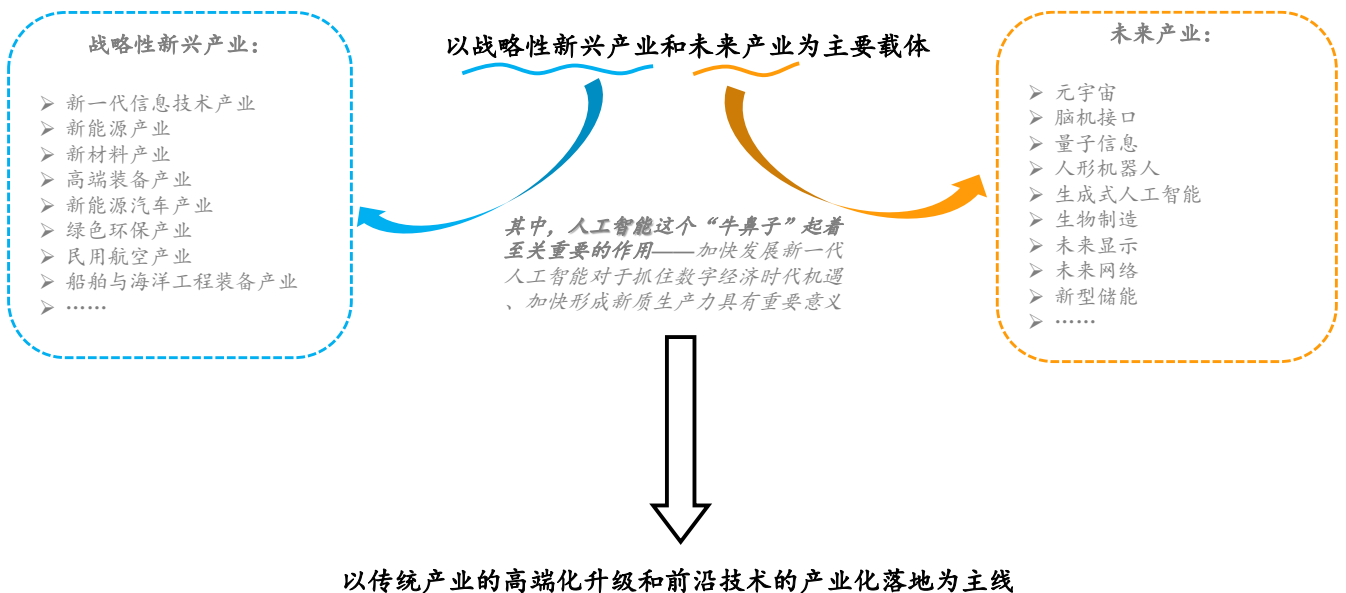 战略性新兴产业：
新一代信息技术产业
新能源产业
新材料产业
高端装备产业
新能源汽车产业
绿色环保产业
民用航空产业
船舶与海洋工程装备产业
……
以战略性新兴产业和未来产业为主要载体
其中，人工智能这个“牛鼻子”起着
至关重要的作用——加快发展新一代
人工智能对于抓住数字经济时代机遇
、加快形成新质生产力具有重要意义
未来产业：
元宇宙
脑机接口
量子信息
人形机器人
生成式人工智能
生物制造
未来显示
未来网络
新型储能
……
以传统产业的高端化升级和前沿技术的产业化落地为主线